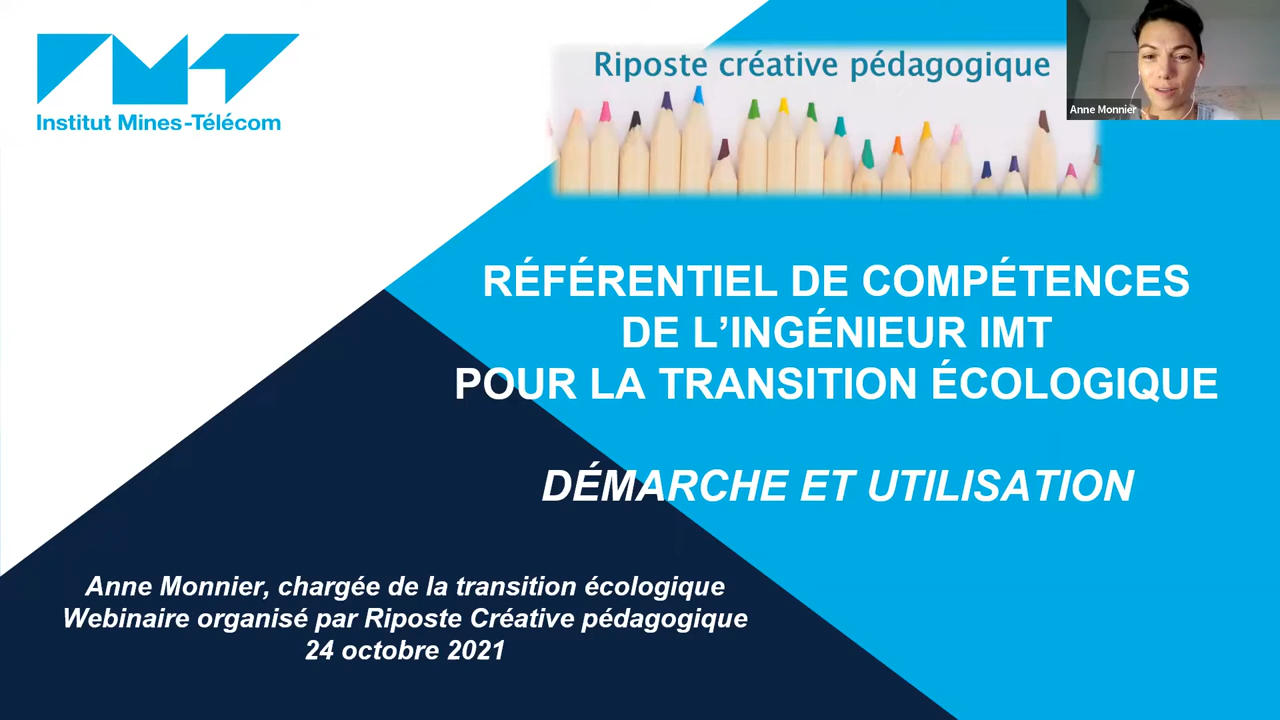 Institut Mines-Télécom
Riposte créative pédagogique
Anne Monnier
RÉFÉRENTIEL DE COMPÉTENCES
DE L’INGÉNIEUR IMT
POUR LA TRANSITION ÉCOLOGIQUE
DÉMARCHE ET UTILISATION
Anne Monnier, chargée de la transition écologique
Webinaire organisé par Riposte Créative pédagogique
24 octobre 2021